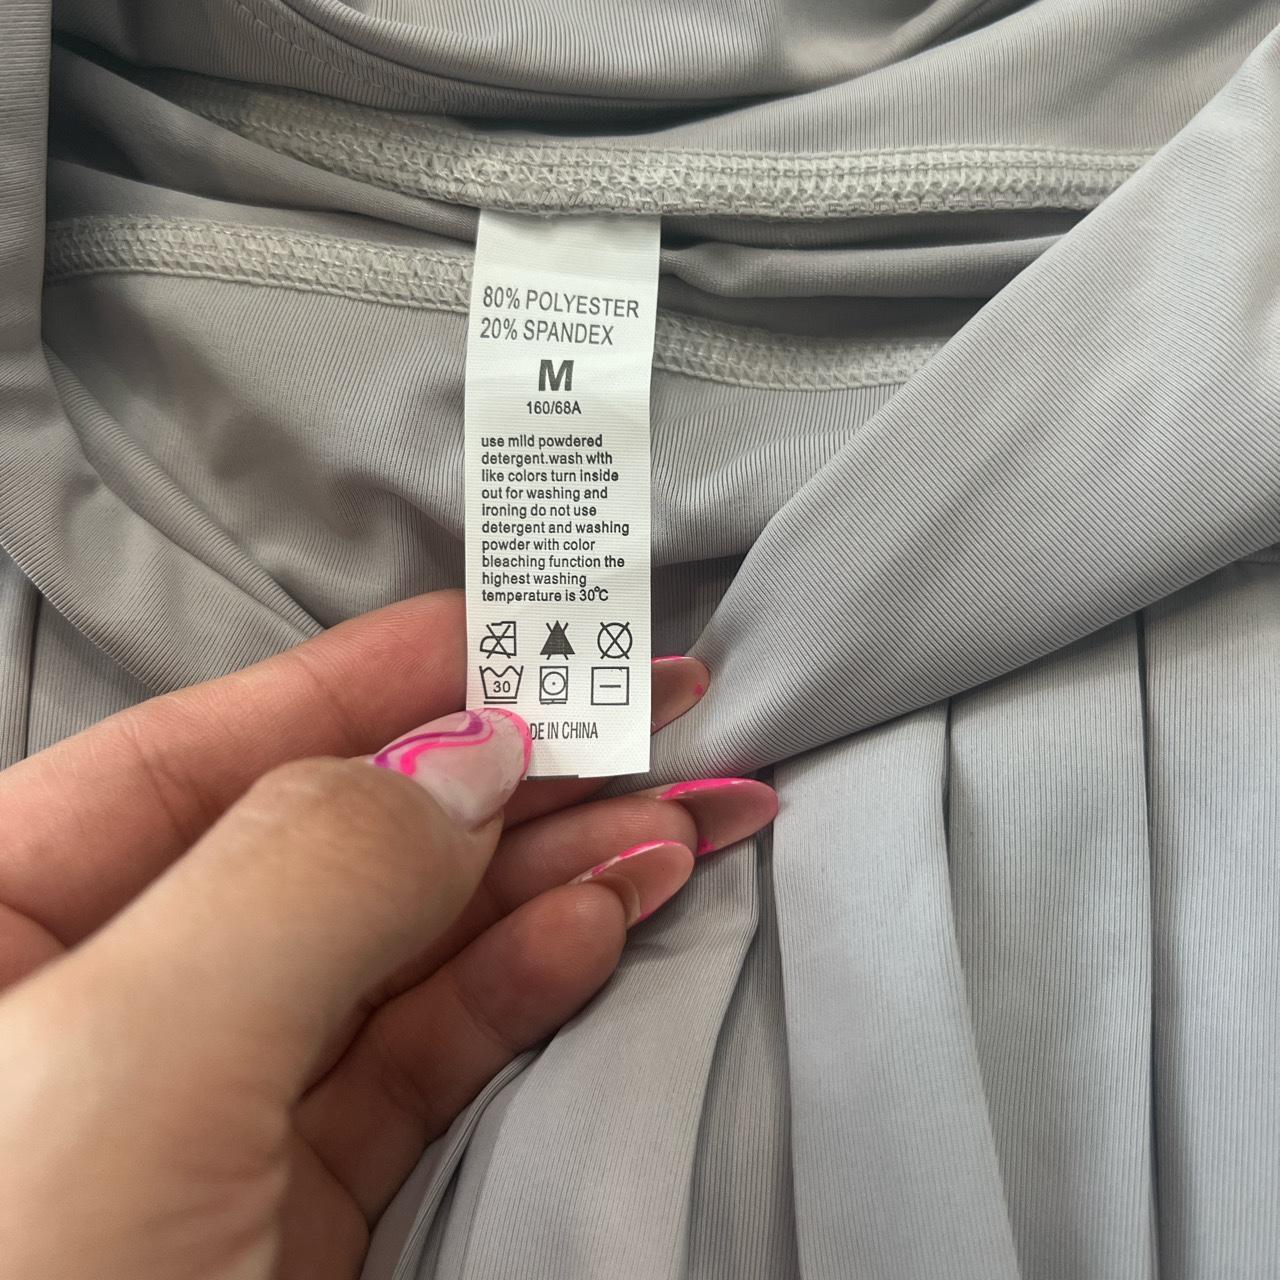 80% POLYESTER
20% SPANDEX
M
160/68A
use mild powdered
detergent.wash with
like colors turn inside
out for washing and
ironing do not use
detergent and washing
powder with color
bleaching function the
highest washing
temperature is 30°C
30
DE IN CHINA